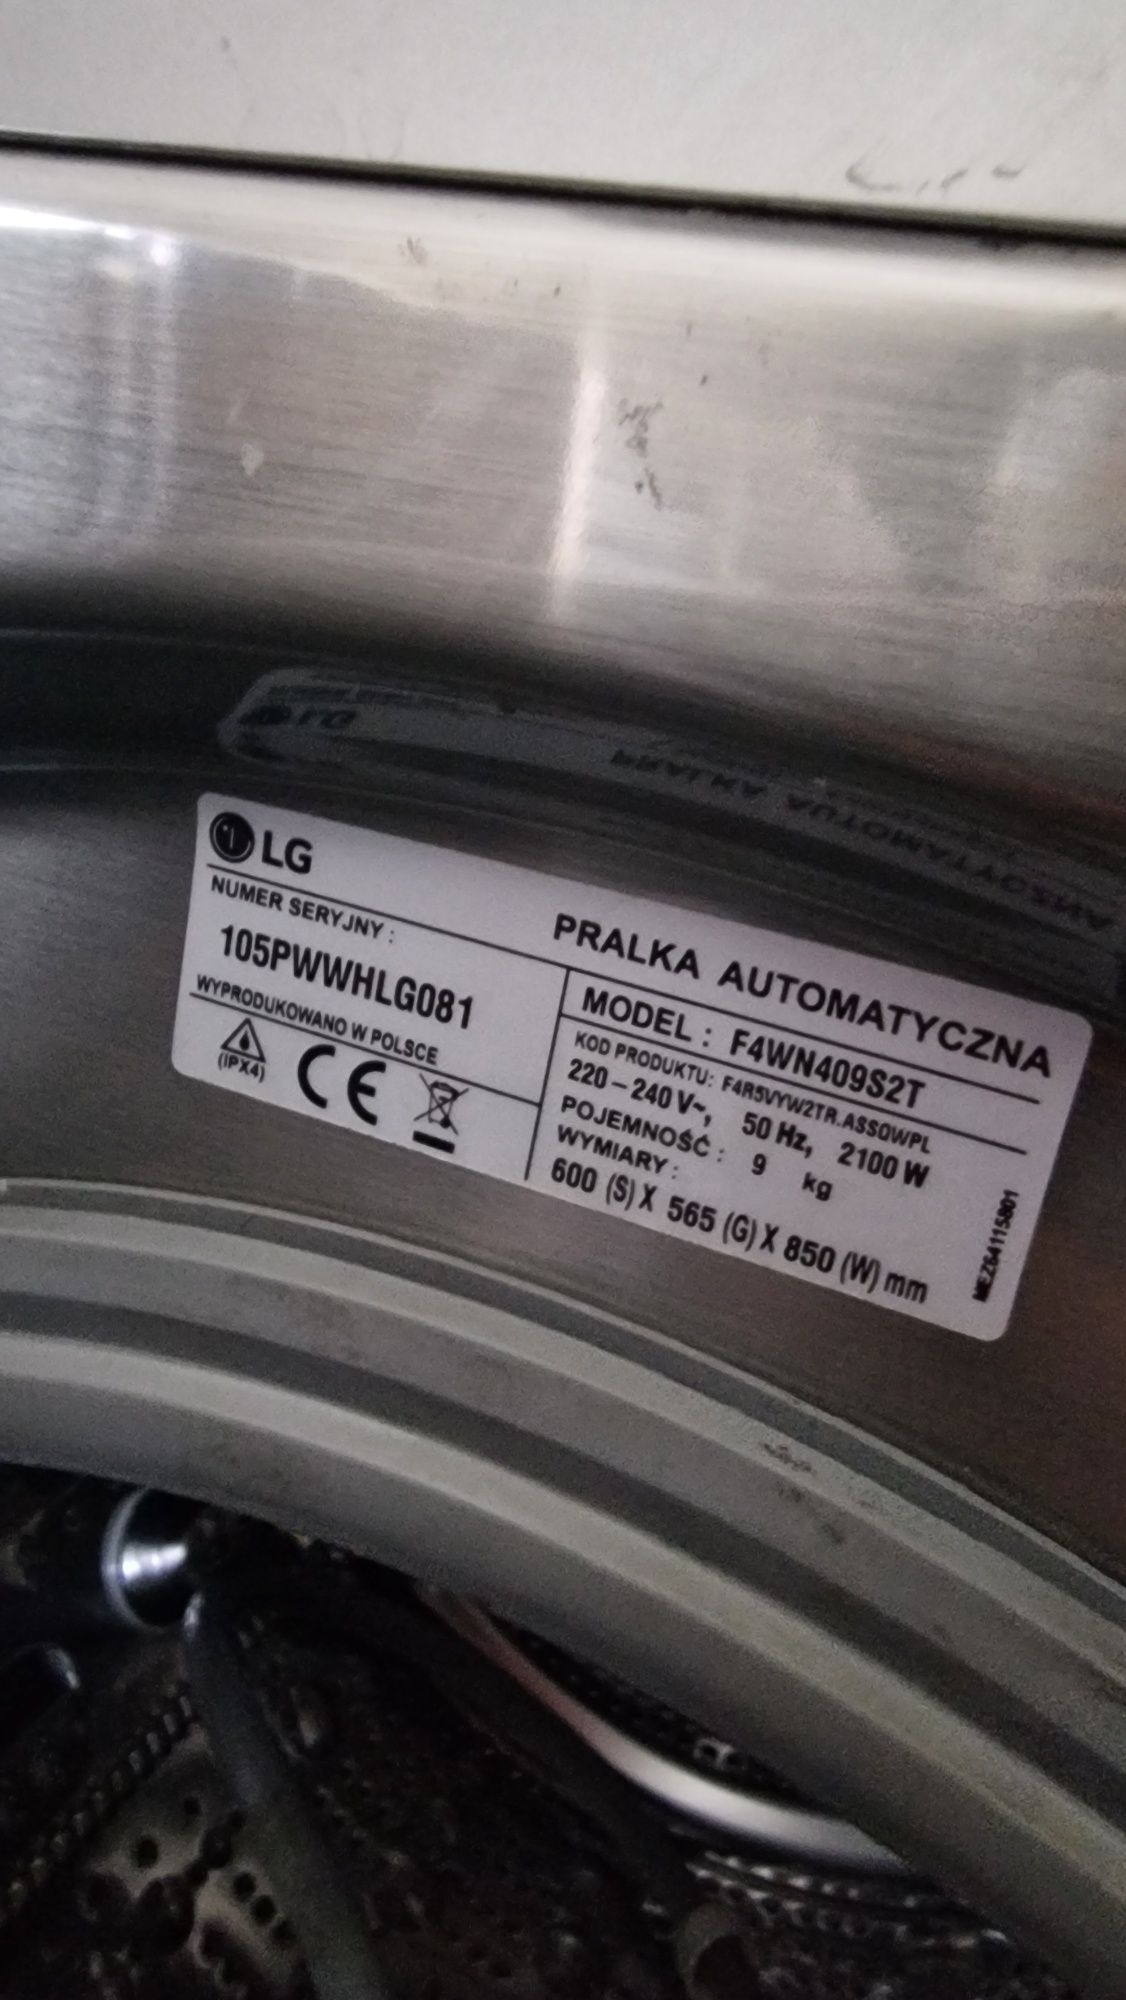 LG
PRALKA AUTOMATYCZNA
NUMER SERYJNY :
105PWWHLG081
WYPRODUKOWANO W POLSCE
(IPX4)
CE
MODEL : F4WN409S2T
KOD PRODUKTU: F4R5VYW2TR.ASSQWPL
220 – 240 V~, 50 Hz, 2100 W
POJEMNOŚĆ : 9 kg
WYMIARY :
600 (S) X 565 (G) X 850 (W) mm
MEZ64115801